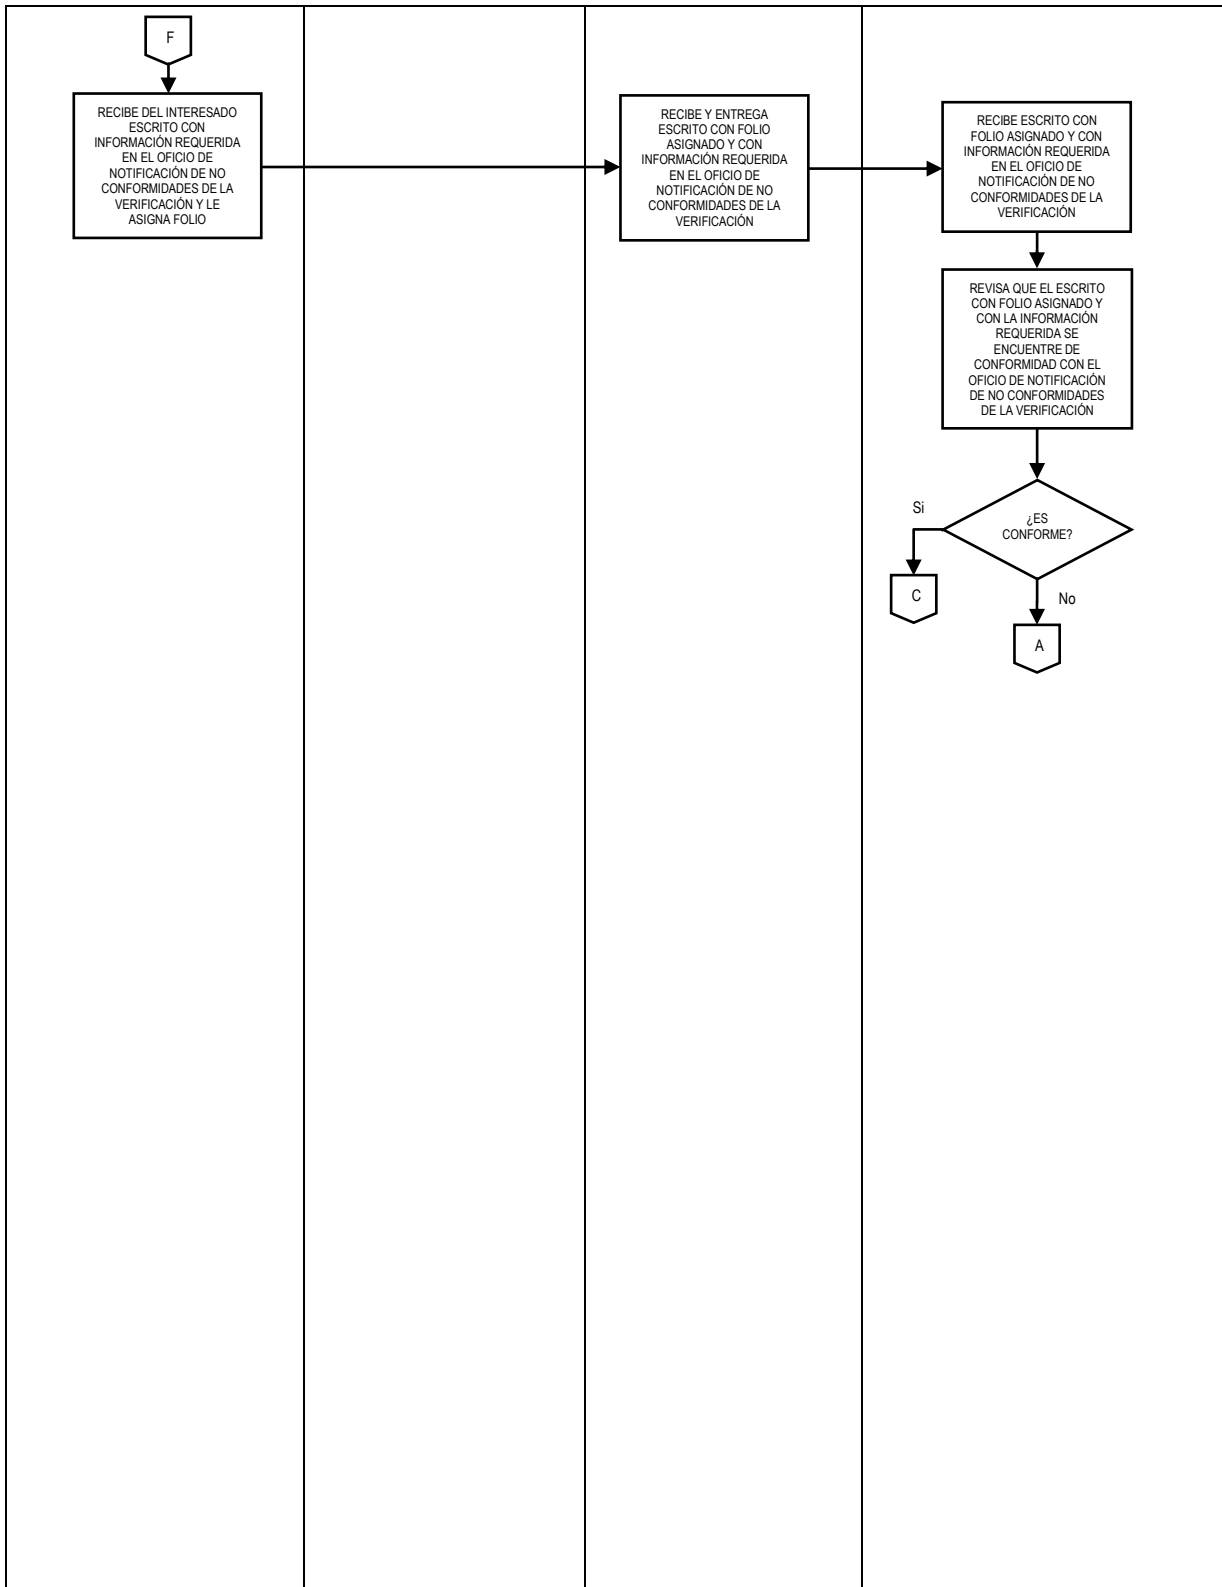 F
RECIBE DEL INTERESADO
ESCRITO CON
INFORMACIÓN REQUERIDA
EN EL OFICIO DE
NOTIFICACIÓN DE NO
CONFORMIDADES DE LA
VERIFICACIÓN Y LE
ASIGNA FOLIO
RECIBE Y ENTREGA
ESCRITO CON FOLIO
ASIGNADO Y CON
INFORMACIÓN REQUERIDA
EN EL OFICIO DE
NOTIFICACIÓN DE NO
CONFORMIDADES DE LA
VERIFICACIÓN
RECIBE ESCRITO CON
FOLIO ASIGNADO Y CON
INFORMACIÓN REQUERIDA
EN EL OFICIO DE
NOTIFICACIÓN DE NO
CONFORMIDADES DE LA
VERIFICACIÓN
REVISA QUE EL ESCRITO
CON FOLIO ASIGNADO Y
CON LA INFORMACIÓN
REQUERIDA SE
ENCUENTRE DE
CONFORMIDAD CON EL
OFICIO DE NOTIFICACIÓN
DE NO CONFORMIDADES
DE LA VERIFICACIÓN
Si
¿ES
CONFORME?
C
No
A